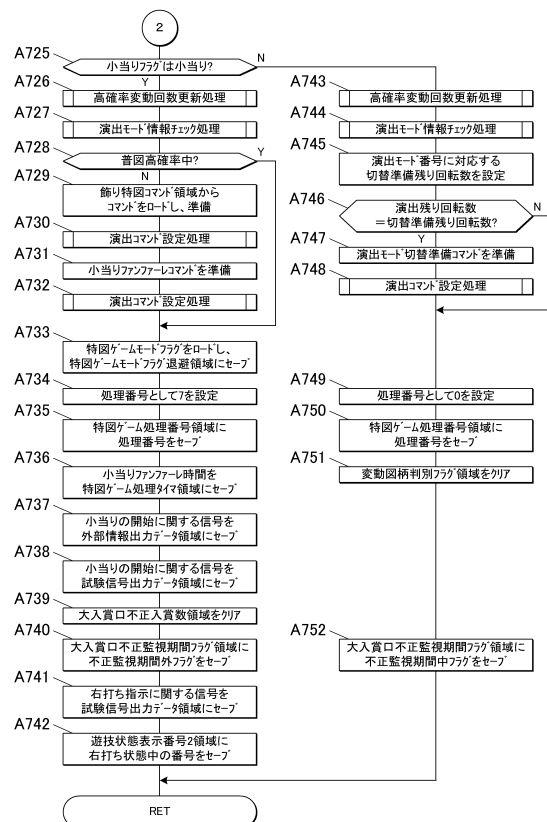 2
A725
小当りフラグは小当り?
N
Y
A726
高確率変動回数更新処理
A727
演出モード情報チェック処理
A728
普図高確率中?
Y
N
A729
飾り特図コマンド領域から
コマンドをロードし、準備
A730
演出コマンド設定処理
A731
小当りファンファーレコマンドを準備
A732
演出コマンド設定処理
A733
特図ゲームモードフラグをロードし、
特図ゲームモードフラグ退避領域にセーブ
A734
処理番号として7を設定
A735
特図ゲーム処理番号領域に
処理番号をセーブ
A736
小当りファンファーレ時間を
特図ゲーム処理タイマ領域にセーブ
A737
小当りの開始に関する信号を
外部情報出力データ領域にセーブ
A738
小当りの開始に関する信号を
試験信号出力データ領域にセーブ
A739
大入賞口不正入賞数領域をクリア
A740
大入賞口不正監視期間フラグ領域に
不正監視期間外フラグをセーブ
A741
右打ち指示に関する信号を
試験信号出力データ領域にセーブ
A742
遊技状態表示番号2領域に
右打ち状態中の番号をセーブ
RET
A743
高確率変動回数更新処理
A744
演出モード情報チェック処理
A745
演出モード番号に対応する
切替準備残り回転数を設定
A746
演出残り回転数
=切替準備残り回転数?
N
Y
A747
演出モード切替準備コマンドを準備
A748
演出コマンド設定処理
A749
処理番号として0を設定
A750
特図ゲーム処理番号領域に
処理番号をセーブ
A751
変動図柄判別フラグ領域をクリア
A752
大入賞口不正監視期間フラグ領域に
不正監視期間中フラグをセーブ